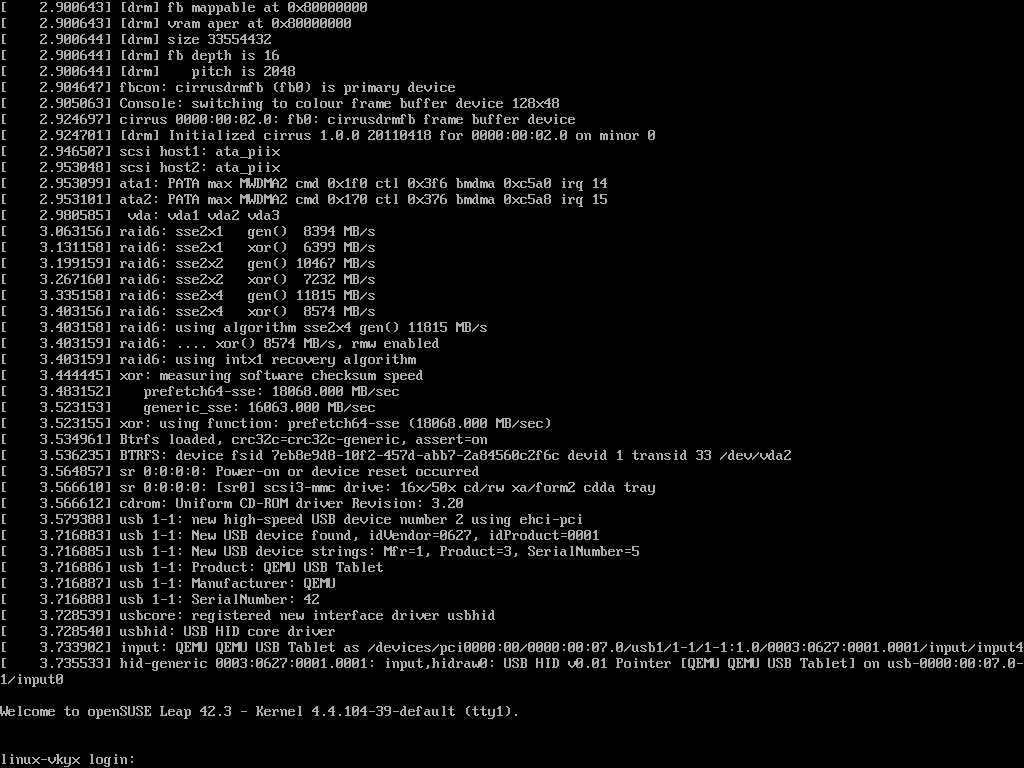 [    2.900643] [drm] fb mappable at 0x80000000
[    2.900643] [drm] vram aper at 0x80000000
[    2.900644] [drm] size 33554432
[    2.900644] [drm] fb depth is 16
[    2.900644] [drm]    pitch is 2048
[    2.904647] fbcon: cirrusdrmfb (fb0) is primary device
[    2.905063] Console: switching to colour frame buffer device 128x48
[    2.924697] cirrus 0000:00:02.0: fb0: cirrusdrmfb frame buffer device
[    2.924701] [drm] Initialized cirrus 1.0.0 20110418 for 0000:00:02.0 on minor 0
[    2.946507] scsi host1: ata_piix
[    2.953048] scsi host2: ata_piix
[    2.953099] ata1: PATA max MWDMA2 cmd 0x1f0 ctl 0x3f6 bmdma 0xc5a0 irq 14
[    2.953101] ata2: PATA max MWDMA2 cmd 0x170 ctl 0x376 bmdma 0xc5a8 irq 15
[    2.980585]  vda: vda1 vda2 vda3
[    3.063156] raid6: sse2x1   gen()  8394 MB/s
[    3.131158] raid6: sse2x1   xor()  6399 MB/s
[    3.199159] raid6: sse2x2   gen() 10467 MB/s
[    3.267160] raid6: sse2x2   xor()  7232 MB/s
[    3.335158] raid6: sse2x4   gen() 11815 MB/s
[    3.403156] raid6: sse2x4   xor()  8574 MB/s
[    3.403158] raid6: using algorithm sse2x4 gen() 11815 MB/s
[    3.403159] raid6: .... xor() 8574 MB/s, rmw enabled
[    3.403159] raid6: using intx1 recovery algorithm
[    3.444445] xor: measuring software checksum speed
[    3.483152]    prefetch64-sse: 18068.000 MB/sec
[    3.523153]    generic_sse: 16063.000 MB/sec
[    3.523155] xor: using function: prefetch64-sse (18068.000 MB/sec)
[    3.534961] Btrfs loaded, crc32c=crc32c-generic, assert=on
[    3.536235] BTRFS: device fsid 7eb8e9d8-10f2-457d-abb7-2a84560c2f6c devid 1 transid 33 /dev/vda2
[    3.564857] sr 0:0:0:0: Power-on or device reset occurred
[    3.566610] sr 0:0:0:0: [sr0] scsi3-mmc drive: 16x/50x cd/rw xa/form2 cdda tray
[    3.566612] cdrom: Uniform CD-ROM driver Revision: 3.20
[    3.579388] usb 1-1: new high-speed USB device number 2 using ehci-pci
[    3.716883] usb 1-1: New USB device found, idVendor=0627, idProduct=0001
[    3.716885] usb 1-1: New USB device strings: Mfr=1, Product=3, SerialNumber=5
[    3.716886] usb 1-1: Product: QEMU USB Tablet
[    3.716887] usb 1-1: Manufacturer: QEMU
[    3.716888] usb 1-1: SerialNumber: 42
[    3.728539] usbcore: registered new interface driver usbhid
[    3.728540] usbhid: USB HID core driver
[    3.733902] input: QEMU QEMU USB Tablet as /devices/pci0000:00/0000:00:07.0/usb1/1-1/1-1:1.0/0003:0627:0001.0001/input/input4
[    3.735533] hid-generic 0003:0627:0001.0001: input,hidraw0: USB HID v0.01 Pointer [QEMU QEMU USB Tablet] on usb-0000:00:07.0-
1/input0
Welcome to openSUSE Leap 42.3 - Kernel 4.4.104-39-default (tty1).
linux-vkyx login: